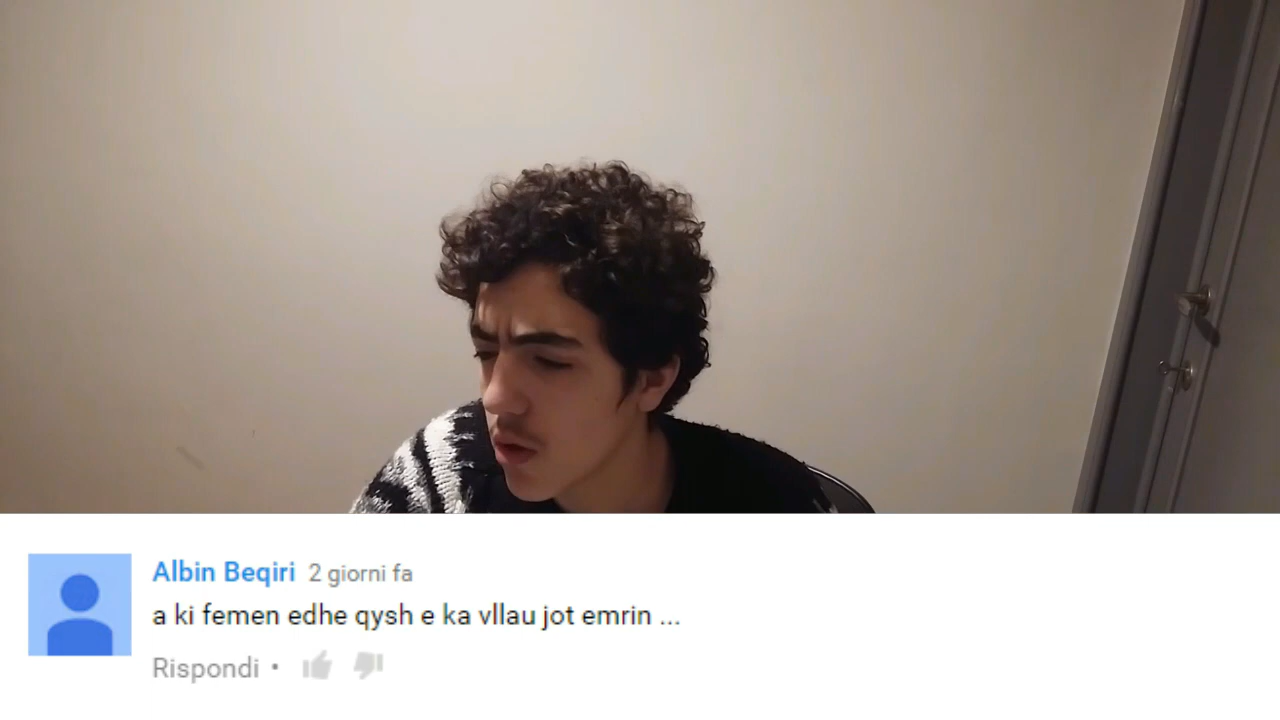 Albin Beqiri 2 giorni fa
a ki femen edhe qysh e ka vllau jot emrin ...
Rispondi •